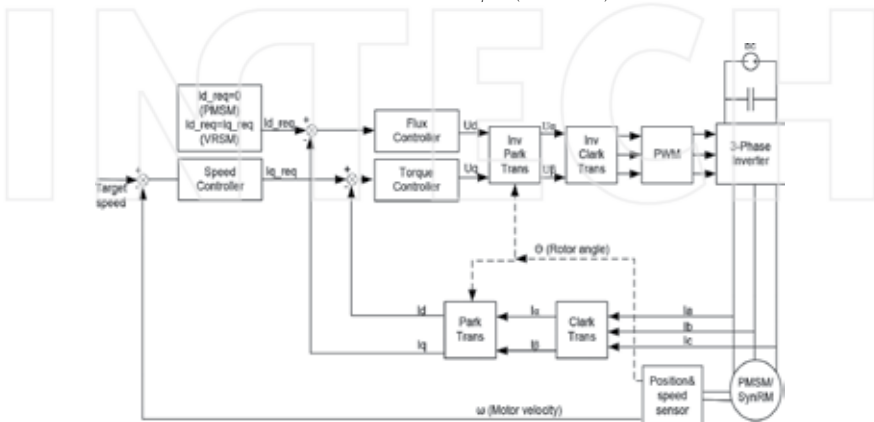 INTECH
DC
Id_req=0
(PMSM)
Id_req=Iq_req
(VRSM)
Id_req
+
-
Flux
Controller
Ud
Inv
Park
Trans
Uα
Inv
Clark
Trans
PWM
3-Phase
Inverter
Target
speed
+
-
Speed
Controller
Iq_req
+
-
Torque
Controller
Uq
Uβ
Θ (Rotor angle)
Id
Park
Trans
Iα
Clark
Trans
Ia
Ib
Ic
Iq
Iβ
Position&
speed
sensor
PMSM/
SynRM
ω (Motor velocity)